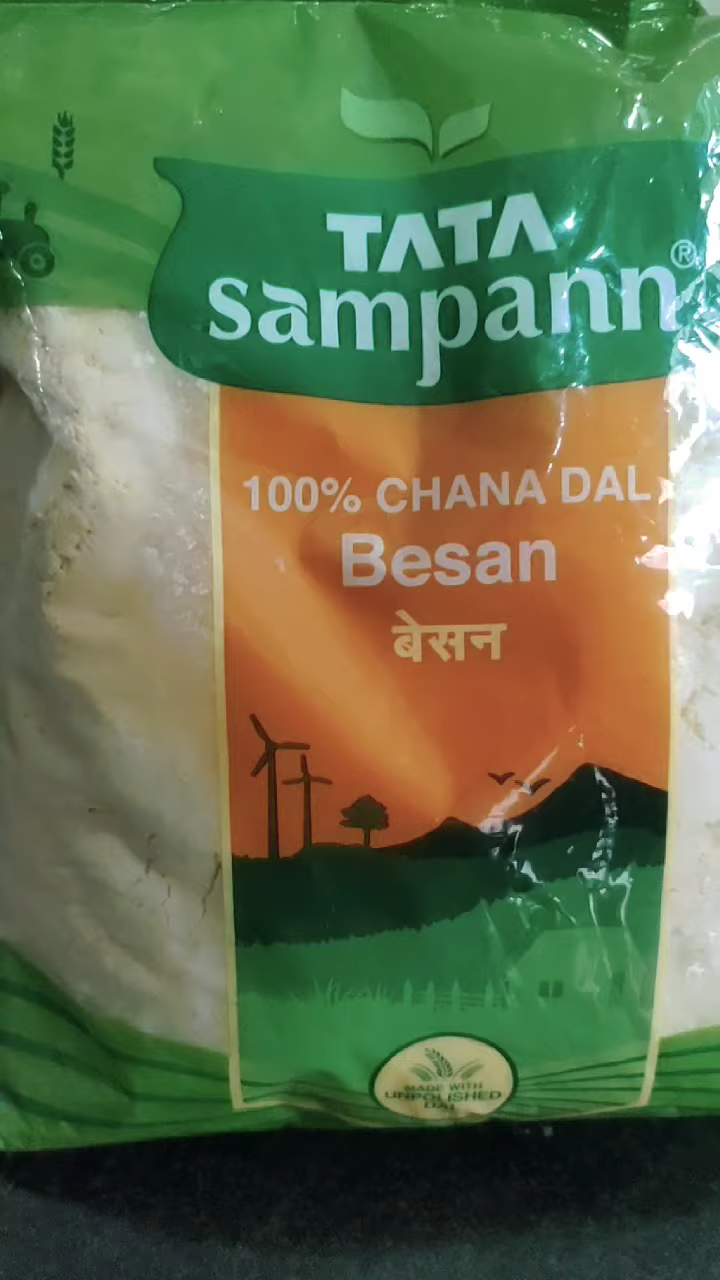 TATA
sampann®
100% CHANA DAL
Besan
बेसन
MADE WITH
UNPOLISHED
DAL